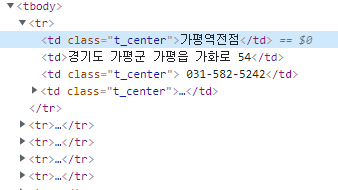 ▼<tbody>
▼<tr>
<td class="t_center">가평역전점</td> == $0
<td>경기도 가평군 가평읍 가화로 54</td>
<td class="t_center"> 031-582-5242</td>
▶<td class="t_center">…</td>
</tr>
▶<tr>…</tr>
▶<tr>…</tr>
▶<tr>…</tr>
▶<tr>…</tr>